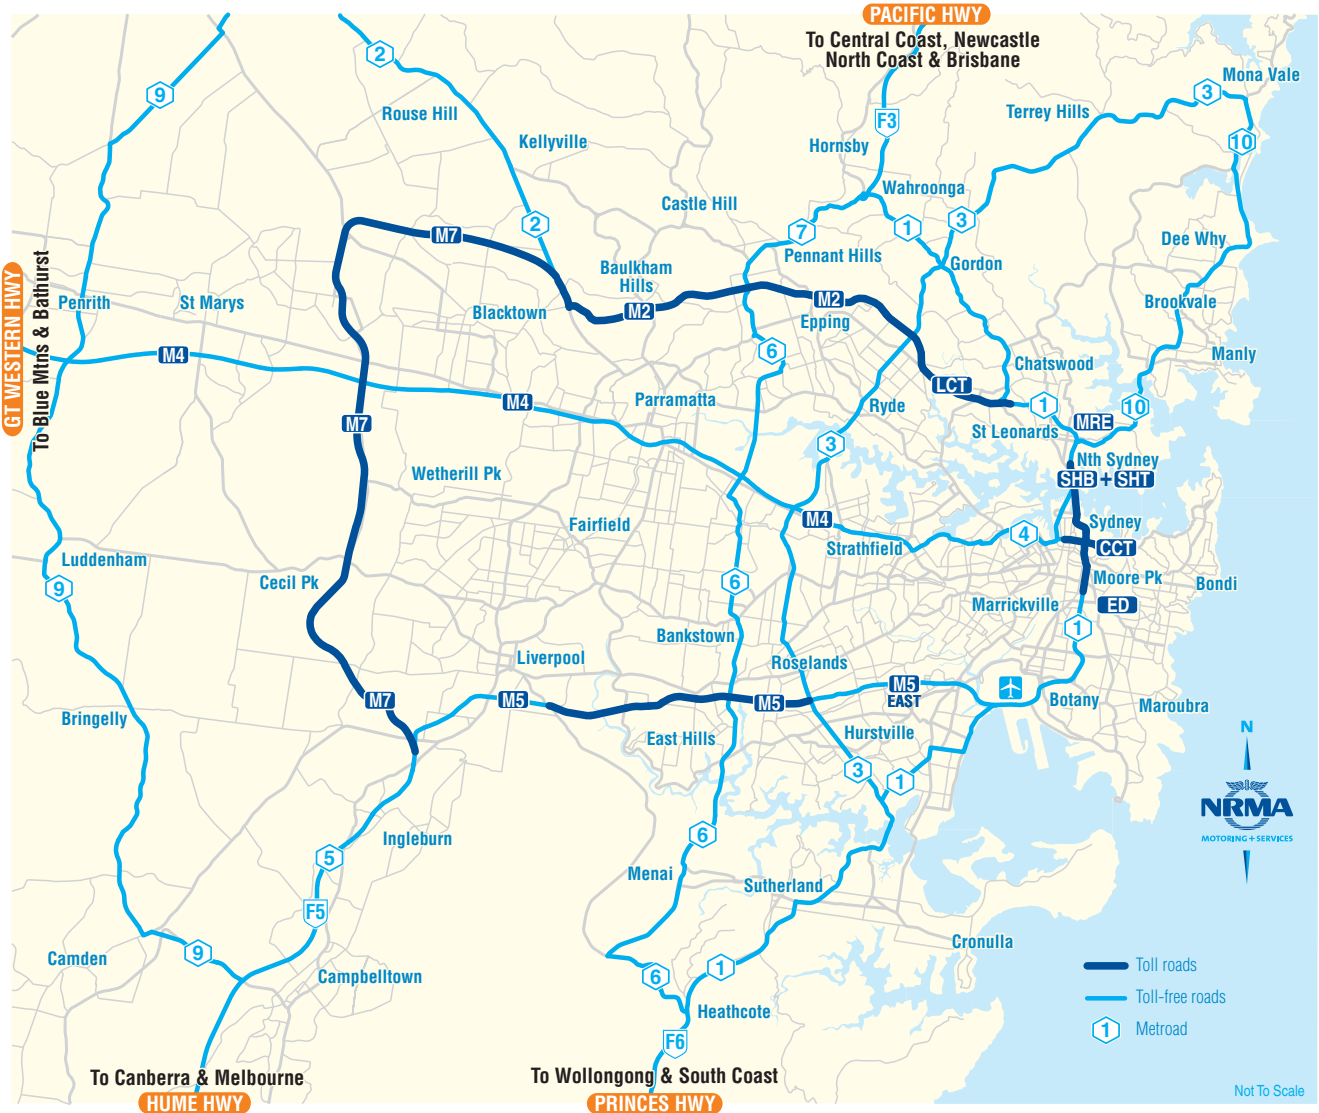 PACIFIC HWY
To Central Coast, Newcastle
North Coast & Brisbane
2
9
Rouse Hill
Kellyville
F3
Hornsby
Terrey Hills
3
Mona Vale
10
Castle Hill
Wahroonga
2
M7
7
1
3
Pennant Hills
Gordon
Dee Why
GT WESTERN HWY
To Blue Mtns & Bathurst
Penrith
St Marys
Baulkham
Hills
Blacktown
M2
M2
Epping
Brookvale
M4
6
Chatswood
Manly
LCT
M4
Parramatta
Ryde
1
10
M7
St Leonards
MRE
3
Wetherill Pk
Nth Sydney
SHB + SHT
Fairfield
M4
Sydney
Strathfield
4
CCT
Luddenham
9
Cecil Pk
6
Moore Pk
Bondi
Marrickville
ED
Bankstown
1
Liverpool
Roselands
M7
M5
M5
M5
EAST
Botany
Maroubra
Bringelly
East Hills
Hurstville
N
3
1
NRMA
MOTORING + SERVICES
Ingleburn
6
5
Menai
Sutherland
F5
Camden
9
Campbelltown
Cronulla
6
1
Heathcote
F6
Toll roads
Toll-free roads
1
Metroad
To Canberra & Melbourne
HUME HWY
To Wollongong & South Coast
PRINCES HWY
Not To Scale